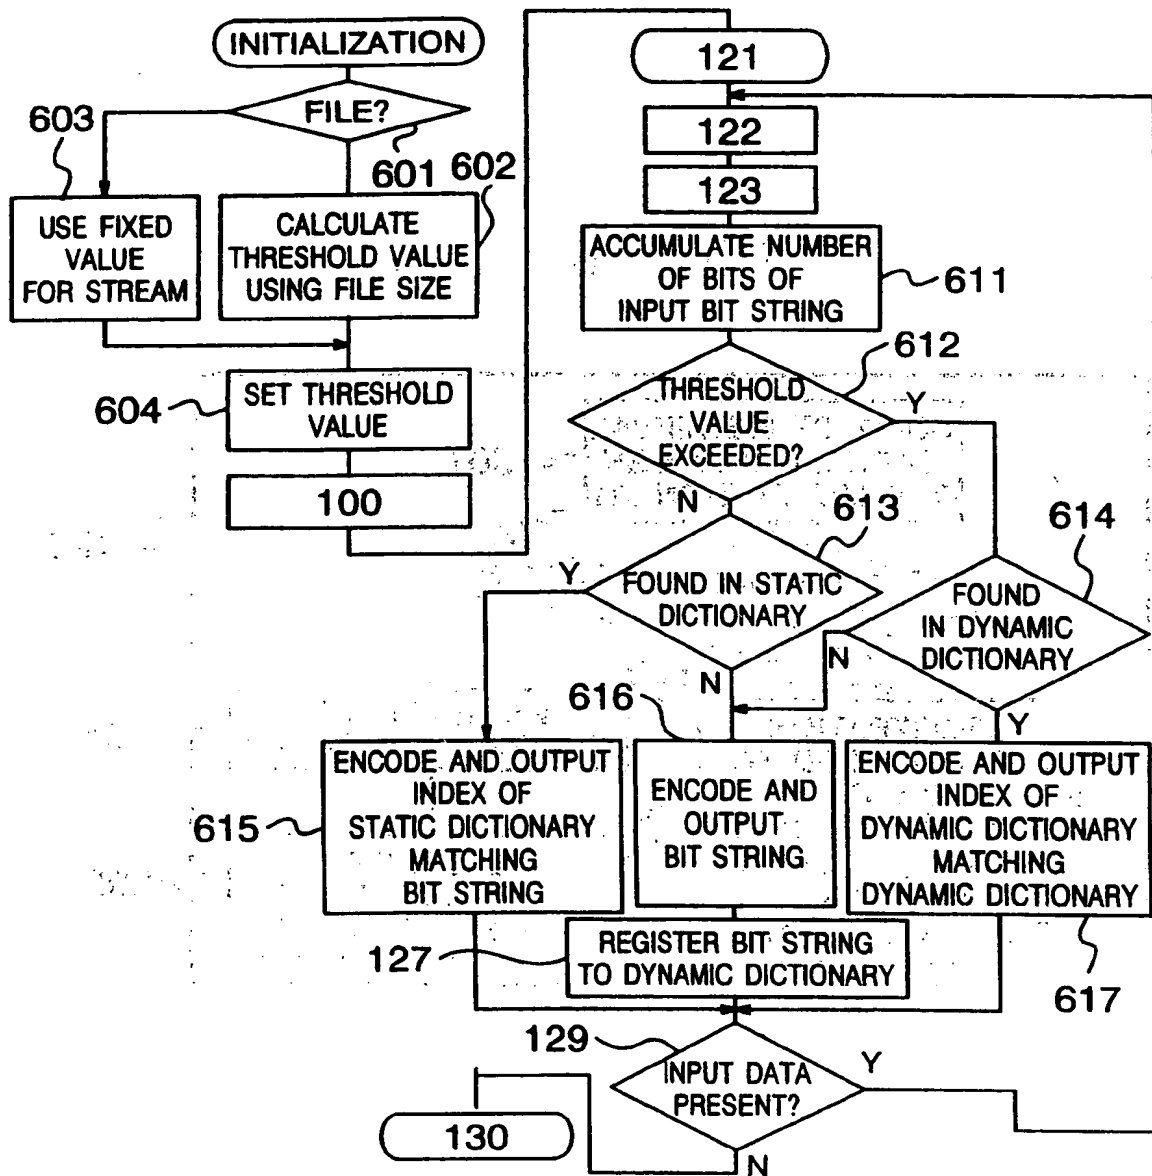 INITIALIZATION
FILE?
601
603
602
USE FIXED
VALUE
FOR STREAM
CALCULATE
THRESHOLD VALUE
USING FILE SIZE
604
SET THRESHOLD
VALUE
100
121
122
123
ACCUMULATE NUMBER
OF BITS OF
INPUT BIT STRING
611
612
THRESHOLD
VALUE
EXCEEDED?
Y
N
613
614
Y
FOUND IN STATIC
DICTIONARY
N
FOUND
IN DYNAMIC
DICTIONARY
N
Y
616
615
ENCODE AND OUTPUT
INDEX OF
STATIC DICTIONARY
MATCHING
BIT STRING
ENCODE AND
OUTPUT
BIT STRING
ENCODE AND OUTPUT
INDEX OF
DYNAMIC DICTIONARY
MATCHING
DYNAMIC DICTIONARY
617
127
REGISTER BIT STRING
TO DYNAMIC DICTIONARY
129
INPUT DATA
PRESENT?
Y
N
130